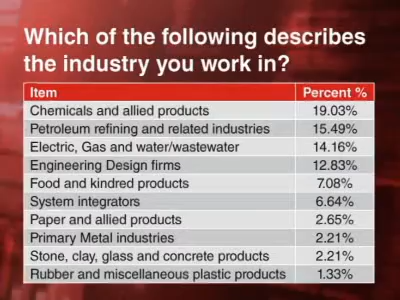 Which of the following describes
the industry you work in?
Item Percent %
Chemicals and allied products 19.03%
Petroleum refining and related industries 15.49%
Electric, Gas and water/wastewater 14.16%
Engineering Design firms 12.83%
Food and kindred products 7.08%
System integrators 6.64%
Paper and allied products 2.65%
Primary Metal industries 2.21%
Stone, clay, glass and concrete products 2.21%
Rubber and miscellaneous plastic products 1.33%